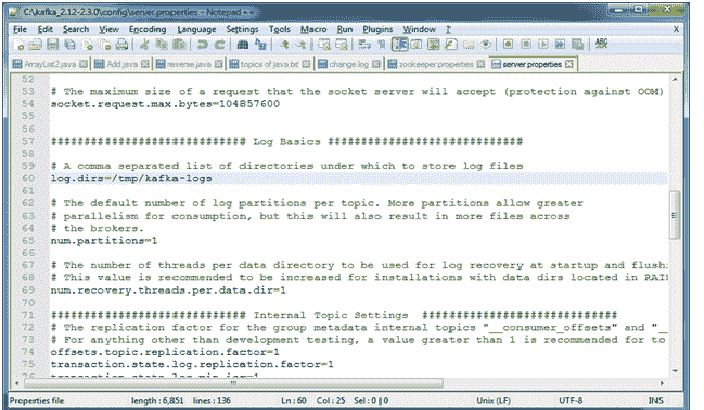 C:\kafka_2.12-2.3.0\config\server.properties - Notepad++
File Edit Search View Encoding Language Settings Tools Macro Run Plugins Window ?
ArrayList2.java Add.java reverse.java topics of java.txt change.log zookeeper.properties server.properties
52
53 # The maximum size of a request that the socket server will accept (protection against OOM)
54 socket.request.max.bytes=104857600
55
56
57 ############################# Log Basics #############################
58
59 # A comma separated list of directories under which to store log files
60 log.dirs=/tmp/kafka-logs
61
62 # The default number of log partitions per topic. More partitions allow greater
63 # parallelism for consumption, but this will also result in more files across
64 # the brokers.
65 num.partitions=1
66
67 # The number of threads per data directory to be used for log recovery at startup and flushi
68 # This value is recommended to be increased for installations with data dirs located in RAI
69 num.recovery.threads.per.data.dir=1
70
71 ############################# Internal Topic Settings #############################
72 # The replication factor for the group metadata internal topics "__consumer_offsets" and "__
73 # For anything other than development testing, a value greater than 1 is recommended for to
74 offsets.topic.replication.factor=1
75 transaction.state.log.replication.factor=1
76 transaction.state.log.min.isr=1
Properties file length : 6,851 lines : 136 Ln : 60 Col : 25 Sel : 0 | 0 Unix (LF) UTF-8 INS